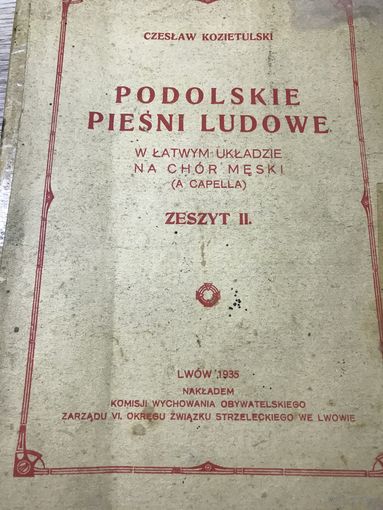 CZESŁAW KOZIETULSKI
PODOLSKIE
PIEŚNI LUDOWE
W ŁATWYM UKŁADZIE
NA CHÓR MĘSKI
(A CAPELLA)
ZESZYT II.
LWÓW 1935
NAKŁADEM
KOMISJI WYCHOWANIA OBYWATELSKIEGO
ZARZĄDU VI. OKRĘGU ZWIĄZKU STRZELECKIEGO WE LWOWIE